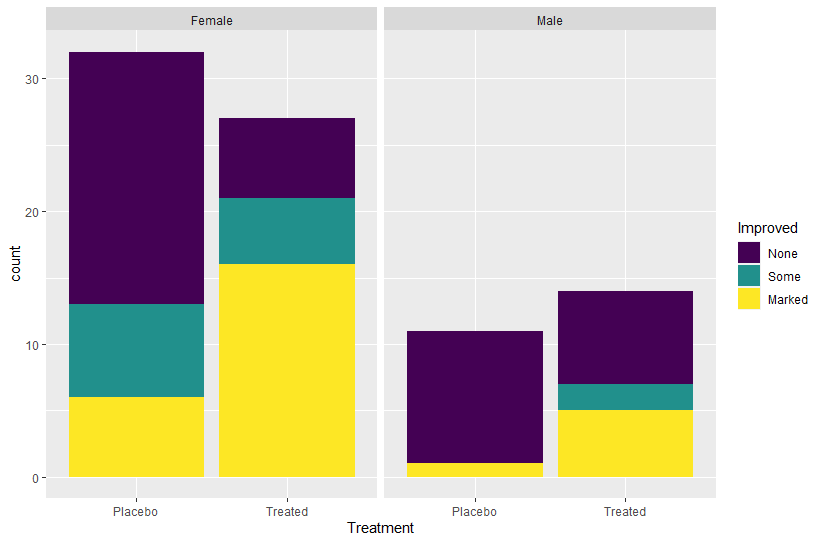 Female
Male
30
20
10
0
count
Placebo
Treated
Placebo
Treated
Treatment
Improved
None
Some
Marked